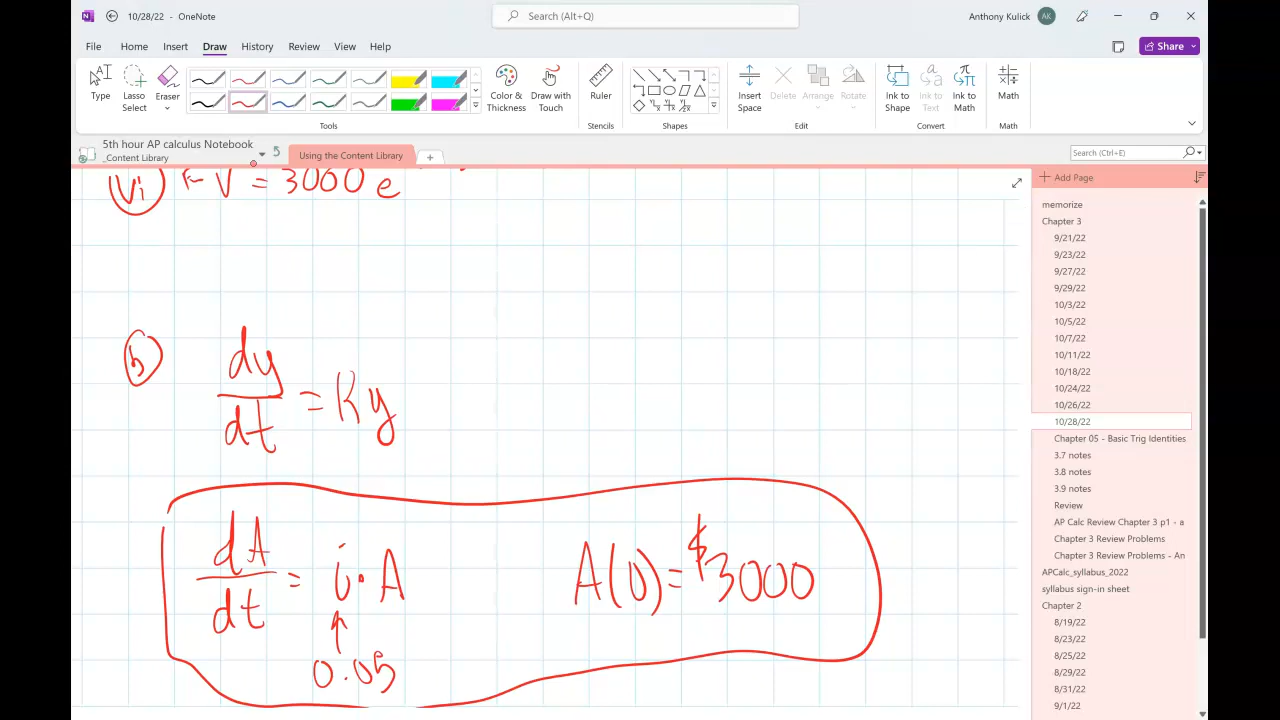 10/28/22 - OneNote
Search (Alt+Q)
Anthony Kulick
AK
File Home Insert Draw History Review View Help
Share
Type
Lasso Select
Eraser
Color & Thickness
Draw with Touch
Ruler
Shapes
Insert Space
Delete
Arrange
Rotate
Ink to Shape
Ink to Text
Ink to Math
Math
Tools
Stencils
Shapes
Edit
Convert
Math
5th hour AP calculus Notebook
_Content Library
Using the Content Library
Search (Ctrl+E)
Add Page
memorize
Chapter 3
9/21/22
9/23/22
9/27/22
9/29/22
10/3/22
10/5/22
10/7/22
10/11/22
10/18/22
10/24/22
10/26/22
10/28/22
Chapter 05 - Basic Trig Identities
3.7 notes
3.8 notes
3.9 notes
Review
AP Calc Review Chapter 3 p1 - a
Chapter 3 Review Problems
Chapter 3 Review Problems - An
APCalc_syllabus_2022
syllabus sign-in sheet
Chapter 2
8/19/22
8/23/22
8/25/22
8/29/22
8/31/22
9/1/22
(vi) FV = 3000 e
(b)
dy/dt = Ky
dA/dt = i · A
A(0) = $3000
0.05